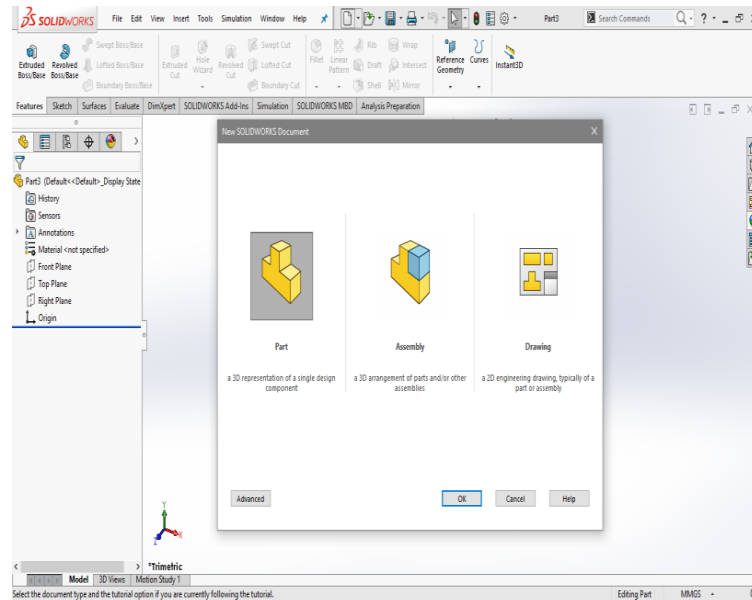 SOLIDWORKS File Edit View Insert Tools Simulation Window Help Part3 Search Commands
Extruded Boss/Base
Revolved Boss/Base
Swept Boss/Base
Lofted Boss/Base
Boundary Boss/Base
Extruded Cut
Hole Wizard
Revolved Cut
Swept Cut
Lofted Cut
Boundary Cut
Fillet
Linear Pattern
Rib
Draft
Shell
Wrap
Intersect
Mirror
Reference Geometry
Curves
Instant3D
Features Sketch Surfaces Evaluate DimXpert SOLIDWORKS Add-Ins Simulation SOLIDWORKS MBD Analysis Preparation
Part3 (Default<<Default>_Display State
History
Sensors
Annotations
Material <not specified>
Front Plane
Top Plane
Right Plane
Origin
New SOLIDWORKS Document
Part
a 3D representation of a single design
component
Assembly
a 3D arrangement of parts and/or other
assemblies
Drawing
a 2D engineering drawing, typically of a
part or assembly
Advanced OK Cancel Help
Y
X
Z
*Trimetric
Model 3D Views Motion Study 1
Select the document type and the tutorial option if you are currently following the tutorial. Editing Part MMGS